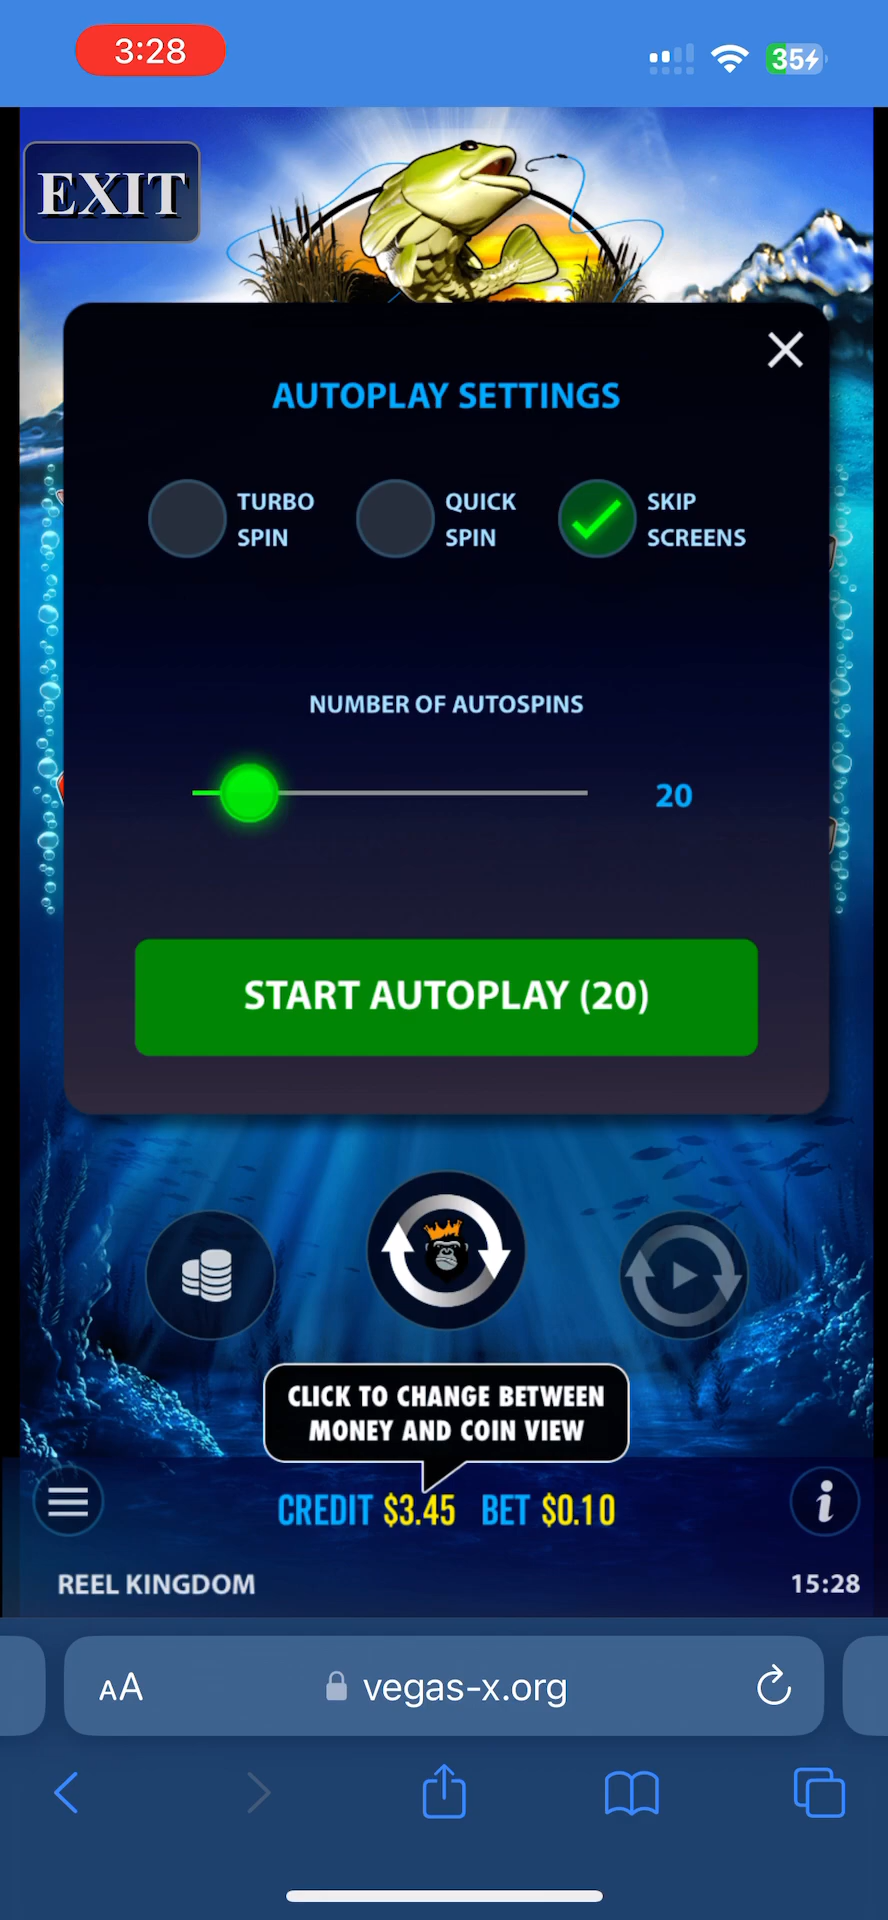 3:28
35
EXIT
AUTOPLAY SETTINGS
TURBO SPIN
QUICK SPIN
SKIP SCREENS
NUMBER OF AUTOSPINS
20
START AUTOPLAY (20)
CLICK TO CHANGE BETWEEN
MONEY AND COIN VIEW
CREDIT $3.45 BET $0.10
REEL KINGDOM
15:28
AA
vegas-x.org